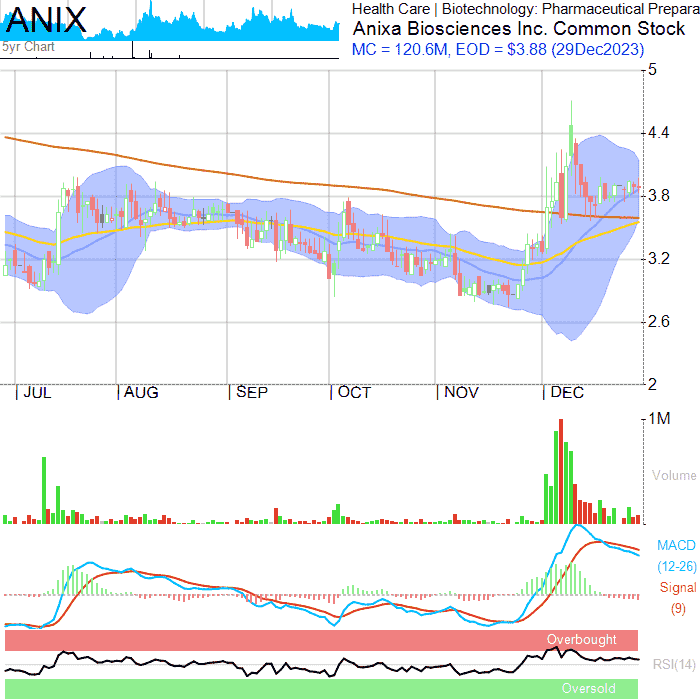 ANIX
5yr Chart
Health Care | Biotechnology: Pharmaceutical Prepara
Anixa Biosciences Inc. Common Stock
MC = 120.6M, EOD = $3.88 (29Dec2023)
5
4.4
3.8
3.2
2.6
2
JUL AUG SEP OCT NOV DEC
1M
Volume
MACD
(12-26)
Signal
(9)
Overbought
RSI(14)
Oversold